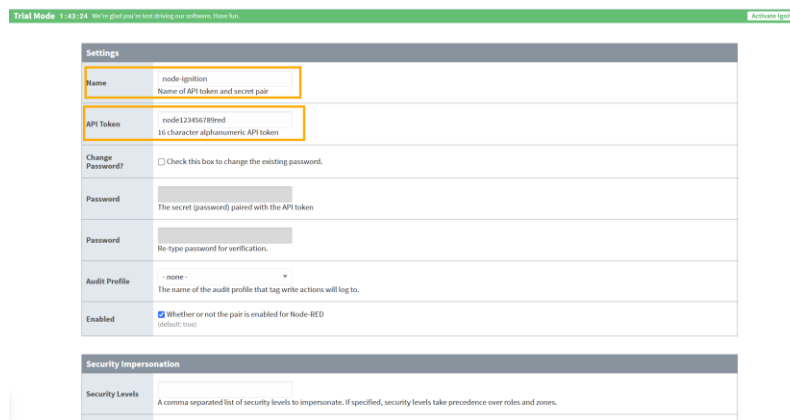 Trial Mode 1:43:24 We're glad you're test driving our software. Have fun.
Activate Ignit
Settings
Name
node-ignition
Name of API token and secret pair
API Token
node123456789red
16 character alphanumeric API token
Change
Password?
Check this box to change the existing password.
Password
The secret (password) paired with the API token
Password
Re-type password for verification.
Audit Profile
- none -
The name of the audit profile that tag write actions will log to.
Enabled
Whether or not the pair is enabled for Node-RED
(default: true)
Security Impersonation
Security Levels
A comma separated list of security levels to impersonate. If specified, security levels take precedence over roles and zones.